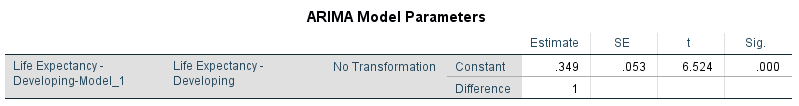 ARIMA Model Parameters
Estimate SE t Sig.
Life Expectancy - Developing-Model_1 Life Expectancy - Developing No Transformation Constant .349 .053 6.524 .000
Difference 1